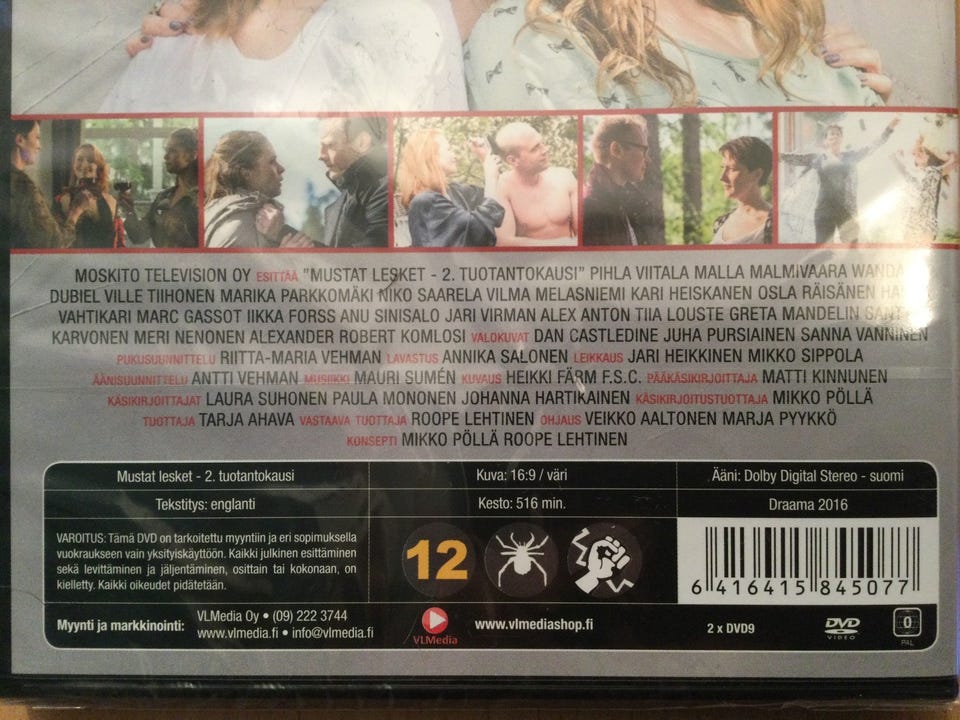 MOSKITO TELEVISION OY ESITTÄÄ "MUSTAT LESKET - 2. TUOTANTOKAUSI" PIHLA VIITALA MALLA MALMIVAARA WANDA
DUBIEL VILLE TIIHONEN MARIKA PARKKOMÄKI NIKO SAARELA VILMA MELASNIEMI KARI HEISKANEN OSLA RÄISÄNEN
VAHTIKARI MARC GASSOT IIKKA FORSS ANU SINISALO JARI VIRMAN ALEX ANTON TIIA LOUSTE GRETA MANDELIN
KARVONEN MERI NENONEN ALEXANDER ROBERT KOMLOSI VALOKUVAT DAN CASTLEDINE JUHA PURSIAINEN SANNA VANNINEN
PUKUSUUNNITTELU RIITTA-MARIA VEHMAN LAVASTUS ANNIKA SALONEN LEIKKAUS JARI HEIKKINEN MIKKO SIPPOLA
ÄÄNISUUNNITTELU ANTTI VEHMAN MUSIIKKI MAURI SUMÉN KUVAUS HEIKKI FÄRM F.S.C. PÄÄKÄSIKIRJOITTAJA MATTI KINNUNEN
KÄSIKIRJOITTAJAT LAURA SUHONEN PAULA MONONEN JOHANNA HARTIKAINEN KÄSIKIRJOITUSTUOTTAJA MIKKO PÖLLÄ
TUOTTAJA TARJA AHAVA VASTAAVA TUOTTAJA ROOPE LEHTINEN OHJAUS VEIKKO AALTONEN MARJA PYYKKÖ
KONSEPTI MIKKO PÖLLÄ ROOPE LEHTINEN
Mustat lesket - 2. tuotantokausi
Kuva: 16:9 / väri
Ääni: Dolby Digital Stereo - suomi
Tekstitys: englanti
Kesto: 516 min.
Draama 2016
VAROITUS: Tämä DVD on tarkoitettu myyntiin ja eri sopimuksella
vuokraukseen vain yksityiskäyttöön. Kaikki julkinen esittäminen
sekä levittäminen ja jäljentäminen, osittain tai kokonaan, on
kielletty. Kaikki oikeudet pidätetään.
12
6 416415 845077
Myynti ja markkinointi:
VLMedia Oy • (09) 222 3744
www.vlmedia.fi • info@vlmedia.fi
VLMedia
www.vlmediashop.fi
2 x DVD9
DVD
VIDEO
0
PAL